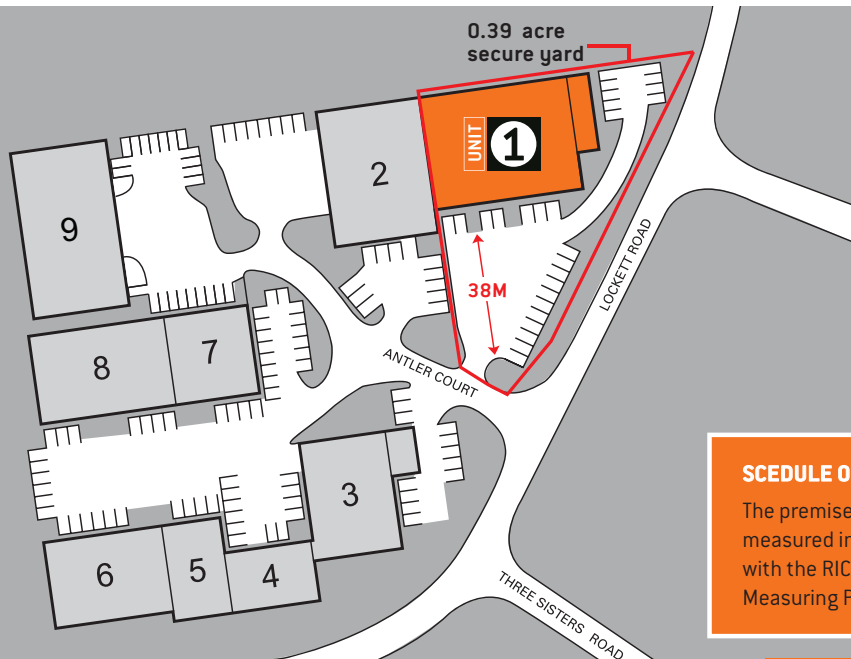 0.39 acre
secure yard
UNIT
1
2
9
38M
LOCKETT ROAD
8
7
ANTLER COURT
3
6
5
4
THREE SISTERS ROAD
SCEDULE O
The premise
measured in
with the RIC
Measuring P